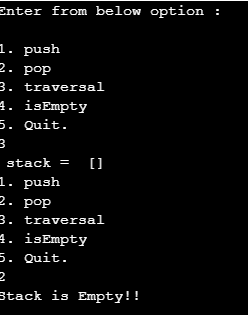 Enter from below option :
1. push
2. pop
3. traversal
4. isEmpty
5. Quit.
3
stack =  []
1. push
2. pop
3. traversal
4. isEmpty
5. Quit.
2
Stack is Empty!!